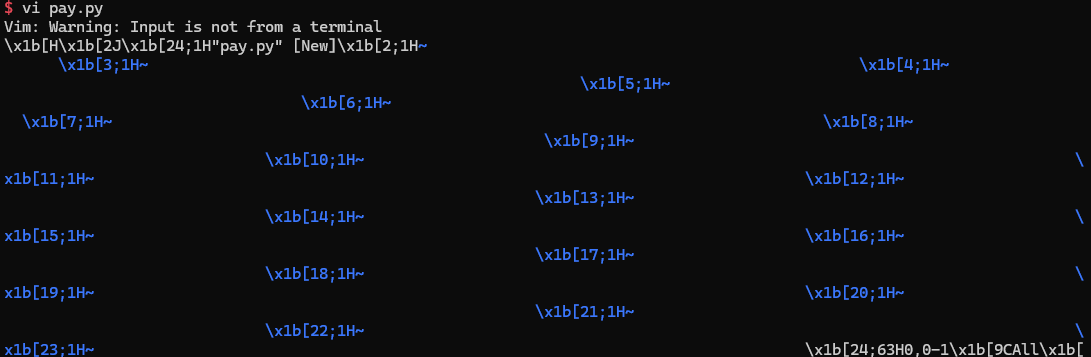 $ vi pay.py
Vim: Warning: Input is not from a terminal
\x1b[H\x1b[2J\x1b[24;1H"pay.py" [New]\x1b[2;1H~
\x1b[3;1H~ \x1b[4;1H~
\x1b[5;1H~
\x1b[6;1H~
\x1b[7;1H~ \x1b[8;1H~
\x1b[9;1H~
\x1b[10;1H~ \
x1b[11;1H~ \x1b[12;1H~
\x1b[13;1H~
\x1b[14;1H~ \
x1b[15;1H~ \x1b[16;1H~
\x1b[17;1H~
\x1b[18;1H~ \
x1b[19;1H~ \x1b[20;1H~
\x1b[21;1H~
\x1b[22;1H~ \
x1b[23;1H~ \x1b[24;63H0,0-1\x1b[9CAll\x1b[